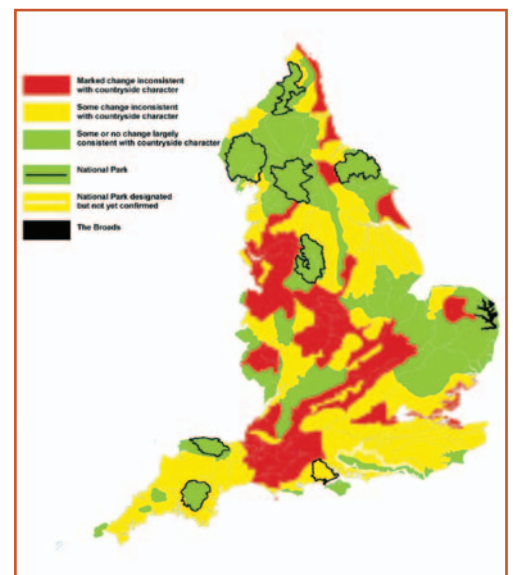 Marked change inconsistent
with countryside character
Some change inconsistent
with countryside character
Some or no change largely
consistent with countryside character
National Park
National Park designated
but not yet confirmed
The Broads